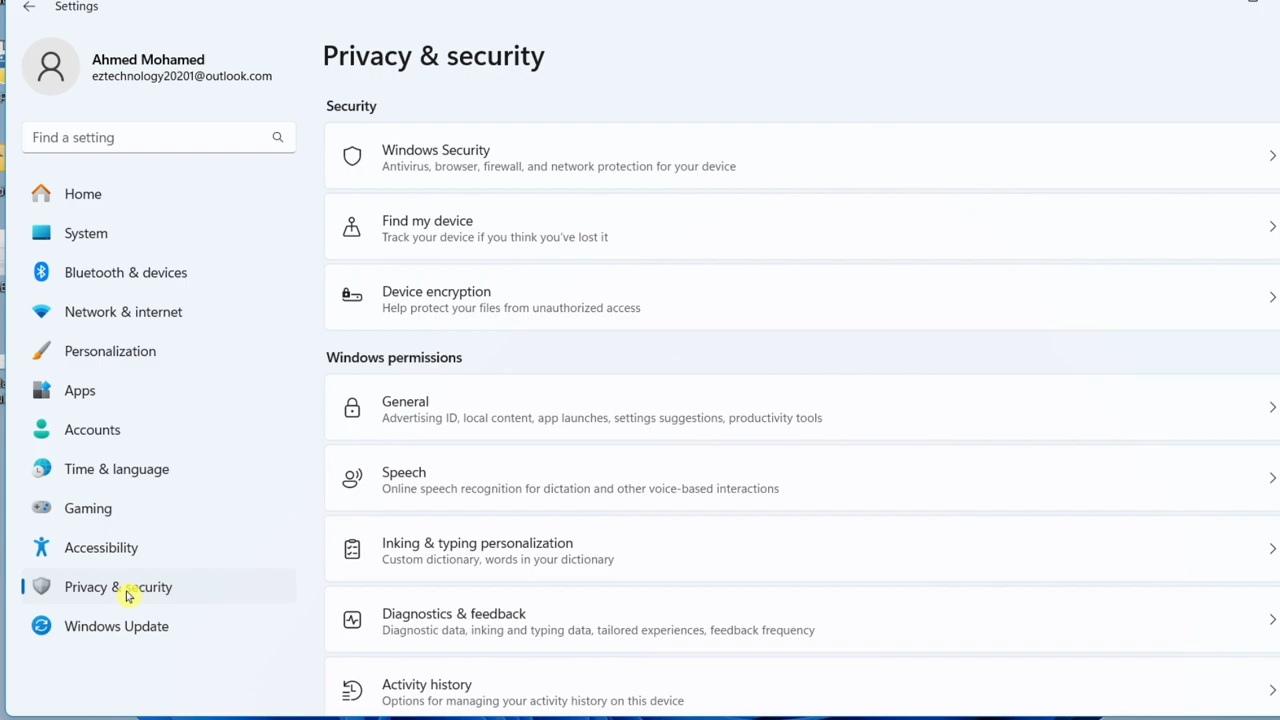 Settings
Ahmed Mohamed
eztechnology20201@outlook.com
Find a setting
Home
System
Bluetooth & devices
Network & internet
Personalization
Apps
Accounts
Time & language
Gaming
Accessibility
Privacy & security
Windows Update
Privacy & security
Security
Windows Security
Antivirus, browser, firewall, and network protection for your device
Find my device
Track your device if you think you've lost it
Device encryption
Help protect your files from unauthorized access
Windows permissions
General
Advertising ID, local content, app launches, settings suggestions, productivity tools
Speech
Online speech recognition for dictation and other voice-based interactions
Inking & typing personalization
Custom dictionary, words in your dictionary
Diagnostics & feedback
Diagnostic data, inking and typing data, tailored experiences, feedback frequency
Activity history
Options for managing your activity history on this device